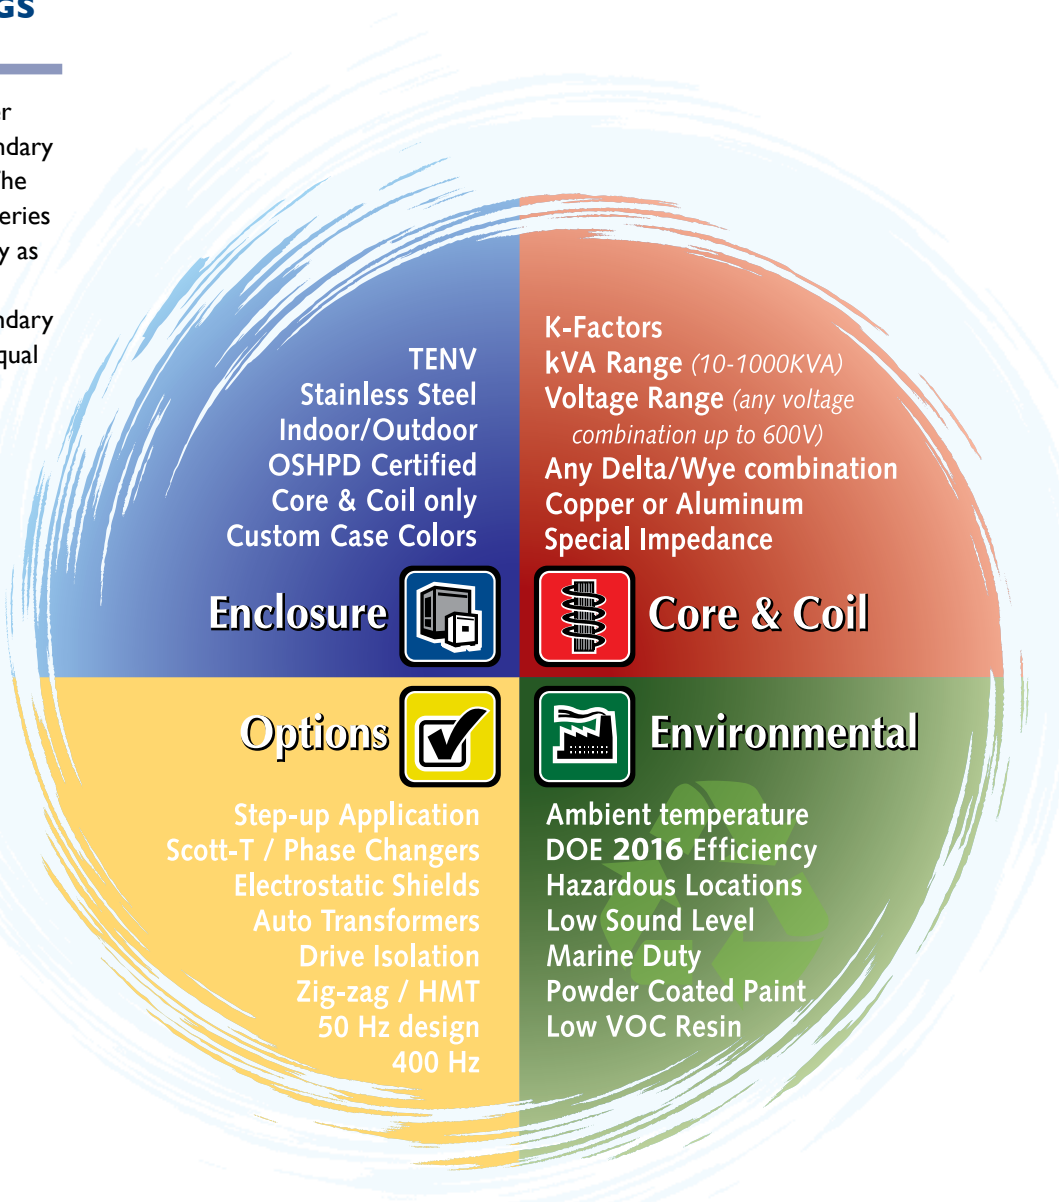 GS
er
ndary
The
eries
y as
ndary
qual
TENV
Stainless Steel
Indoor/Outdoor
OSHPD Certified
Core & Coil only
Custom Case Colors
Enclosure
K-Factors
kVA Range (10-1000KVA)
Voltage Range (any voltage
combination up to 600V)
Any Delta/Wye combination
Copper or Aluminum
Special Impedance
Core & Coil
Options
Step-up Application
Scott-T / Phase Changers
Electrostatic Shields
Auto Transformers
Drive Isolation
Zig-zag / HMT
50 Hz design
400 Hz
Environmental
Ambient temperature
DOE 2016 Efficiency
Hazardous Locations
Low Sound Level
Marine Duty
Powder Coated Paint
Low VOC Resin